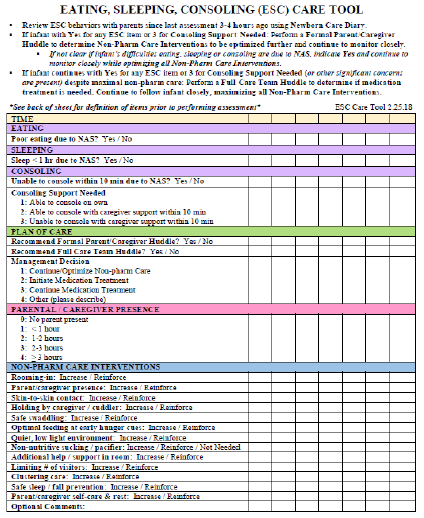 EATING, SLEEPING, CONSOLING (ESC) CARE TOOL
• Review ESC behaviors with parents since last assessment 3-4 hours ago using Newborn Care Diary.
• If infant with Yes for any ESC item or 3 for Consoling Support Needed: Perform a Formal Parent/Caregiver
Huddle to determine Non-Pharm Care Interventions to be optimized further and continue to monitor closely.
• If not clear if infant's difficulties eating, sleeping or consoling are due to NAS, indicate Yes and continue to
monitor closely while optimizing all Non-Pharm Care Interventions.
• If infant continues with Yes for any ESC item or 3 for Consoling Support Needed (or other significant concerns
are present) despite maximal non-pharm care: Perform a Full Care Team Huddle to determine if medication
treatment is needed. Continue to follow infant closely, maximizing all Non-Pharm Care Interventions.
*See back of sheet for definition of items prior to performing assessment* ESC Care Tool 2.25.18
TIME
EATING
Poor eating due to NAS? Yes / No
SLEEPING
Sleep < 1 hr due to NAS? Yes / No
CONSOLING
Unable to console within 10 min due to NAS? Yes / No
Consoling Support Needed
1: Able to console on own
2: Able to console with caregiver support within 10 min
3: Unable to console with caregiver support within 10 min
PLAN OF CARE
Recommend Formal Parent/Caregiver Huddle? Yes / No
Recommend Full Care Team Huddle? Yes / No
Management Decision
1: Continue/Optimize Non-pharm Care
2: Initiate Medication Treatment
3: Continue Medication Treatment
4: Other (please describe)
PARENTAL / CAREGIVER PRESENCE
0: No parent present
1: < 1 hour
2: 1-2 hours
3: 2-3 hours
4: > 3 hours
NON-PHARM CARE INTERVENTIONS
Rooming-in: Increase / Reinforce
Parent/caregiver presence: Increase / Reinforce
Skin-to-skin contact: Increase / Reinforce
Holding by caregiver / cuddler: Increase / Reinforce
Safe swaddling: Increase / Reinforce
Optimal feeding at early hunger cues: Increase / Reinforce
Quiet, low light environment: Increase / Reinforce
Non-nutritive sucking / pacifier: Increase / Reinforce / Not Needed
Additional help / support in room: Increase / Reinforce
Limiting # of visitors: Increase / Reinforce
Clustering care: Increase / Reinforce
Safe sleep / fall prevention: Increase / Reinforce
Parent/caregiver self-care & rest: Increase / Reinforce
Optional Comments: